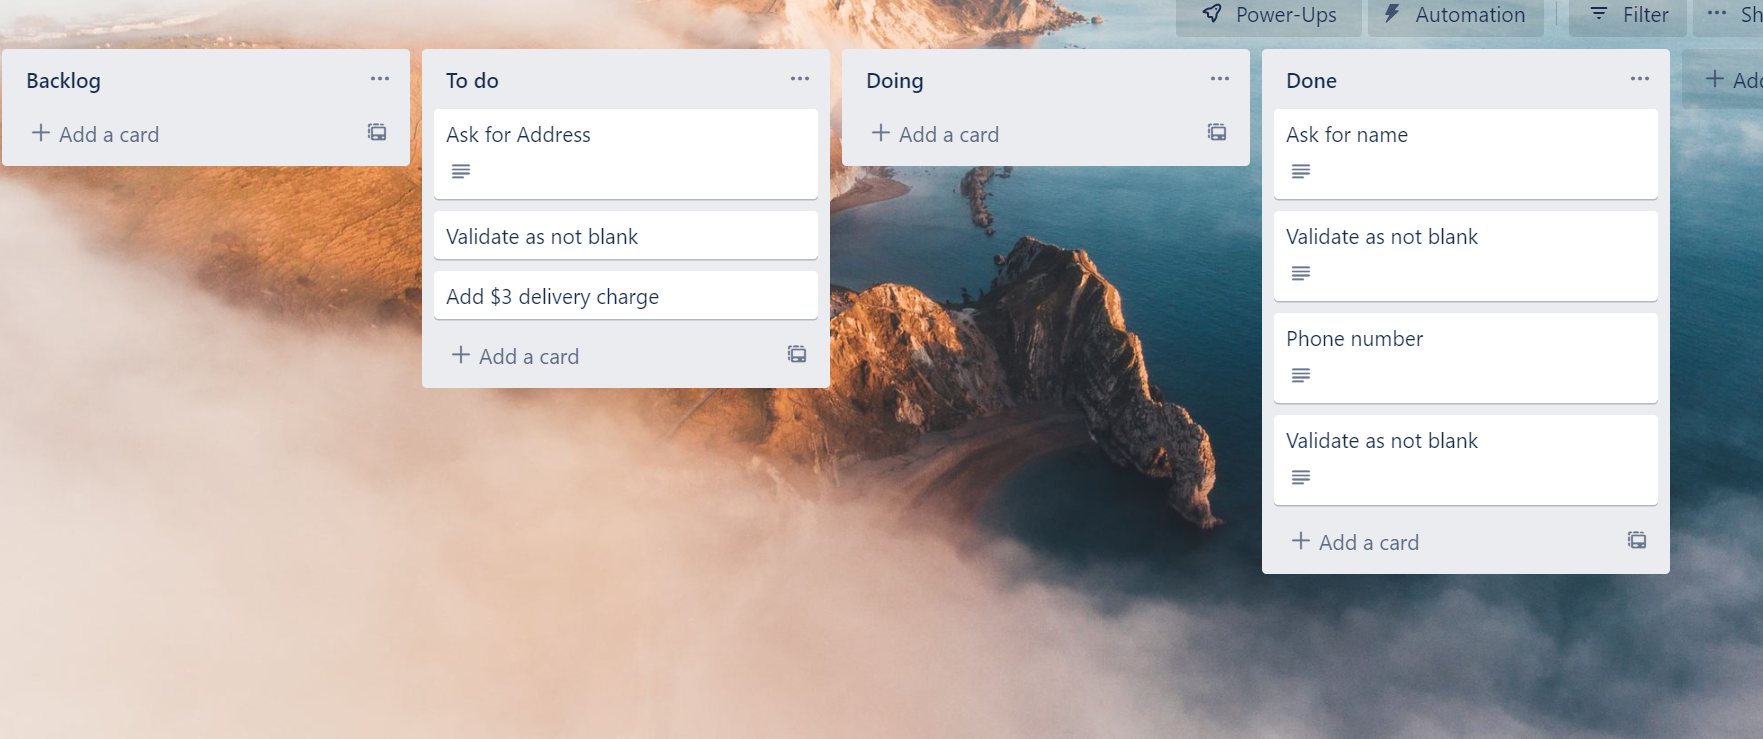 Power-Ups
Automation
Filter
Backlog
Add a card
To do
Ask for Address
Validate as not blank
Add $3 delivery charge
Add a card
Doing
Add a card
Done
Ask for name
Validate as not blank
Phone number
Validate as not blank
Add a card